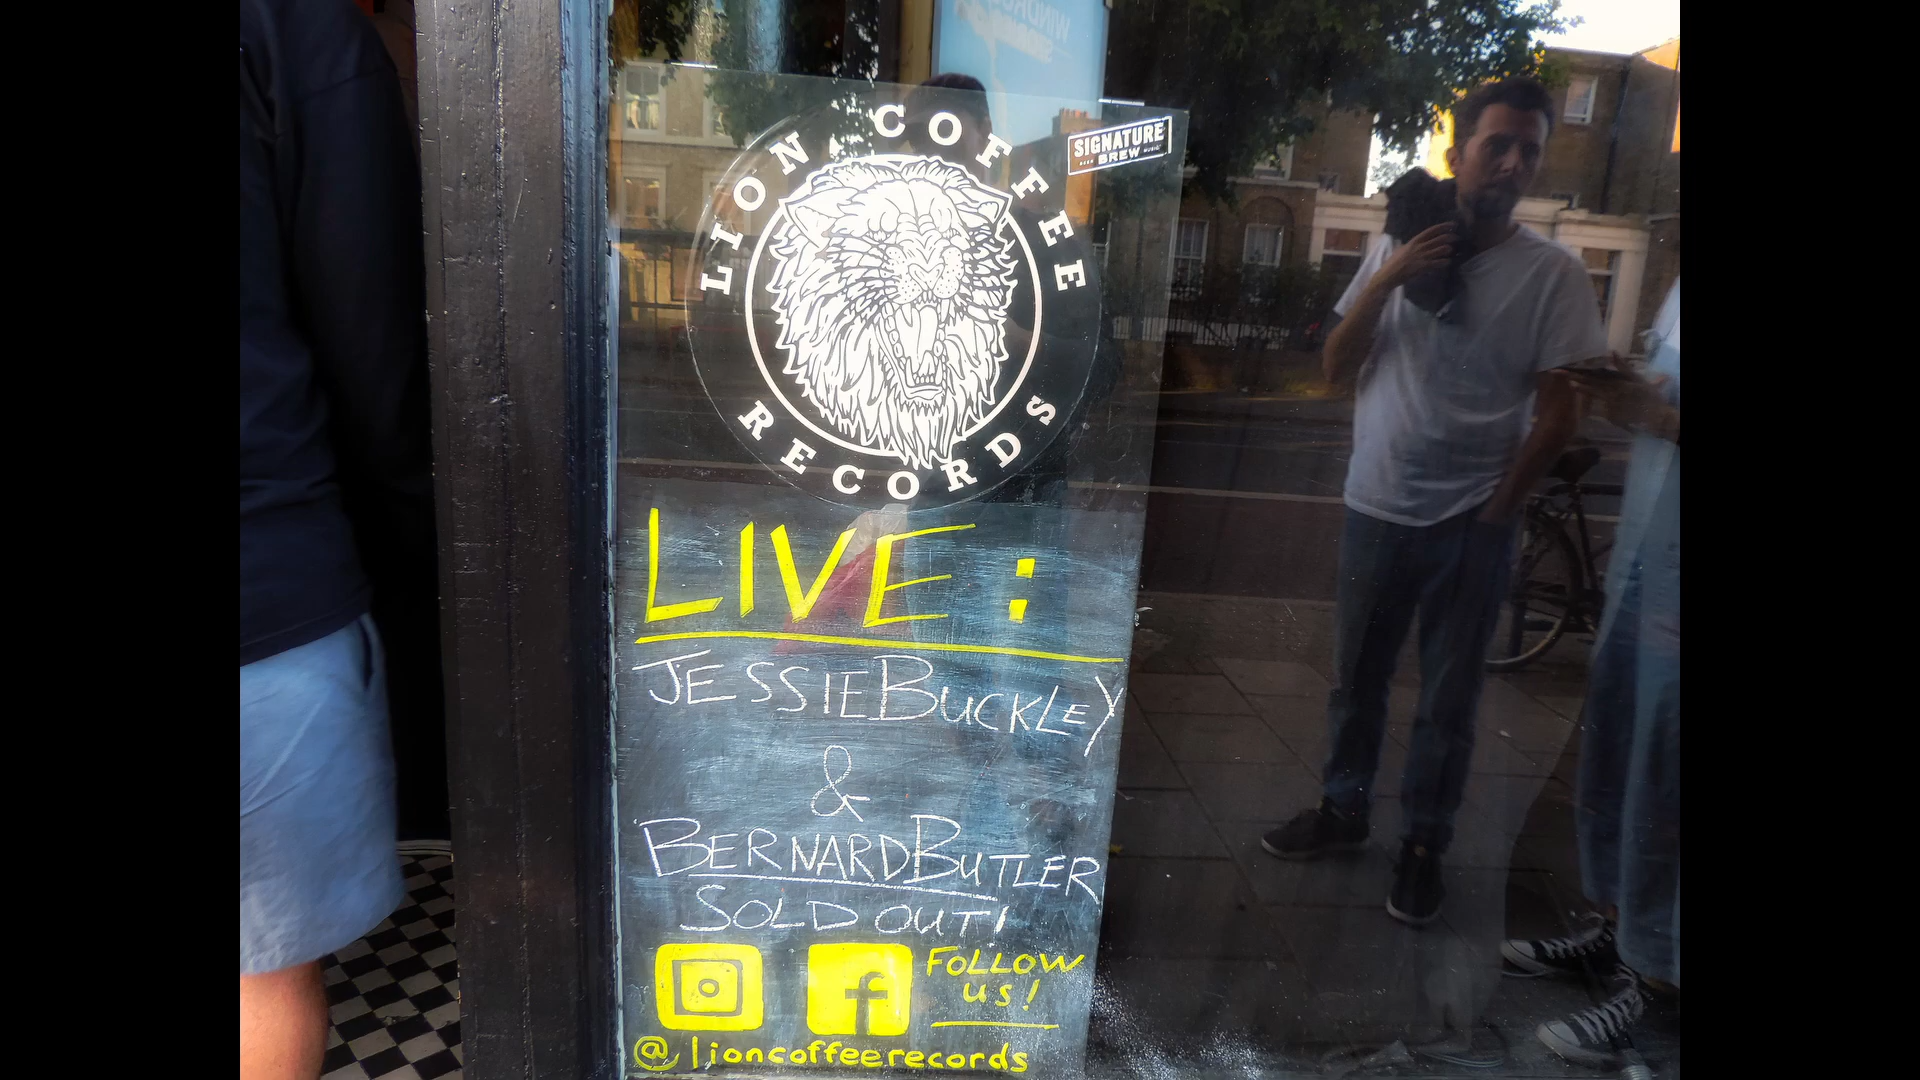 LION COFFEE
RECORDS
SIGNATURE
BREW
LIVE:
JESSIE BUCKLEY
&
BERNARD BUTLER
SOLD OUT!
FOLLOW
us!
@lioncoffeerecords